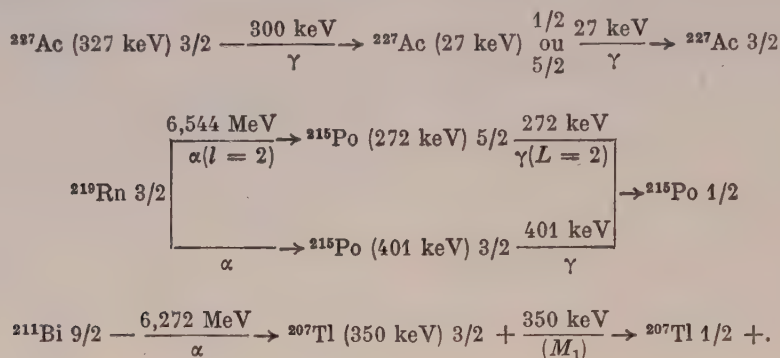 300 keV 1/2 27 keV
²²⁷Ac (327 keV) 3/2 —→ ²²⁷Ac (27 keV) ou —→ ²²⁷Ac 3/2
γ 5/2 γ
6,544 MeV 272 keV
→ ²¹⁵Po (272 keV) 5/2
α(l = 2) γ(L = 2)
²¹⁹Rn 3/2 → ²¹⁵Po 1/2
401 keV
→ ²¹⁵Po (401 keV) 3/2
α γ
6,272 MeV 350 keV
²¹¹Bi 9/2 —→ ²⁰⁷Tl (350 keV) 3/2 + —→ ²⁰⁷Tl 1/2 +.
α (M₁)